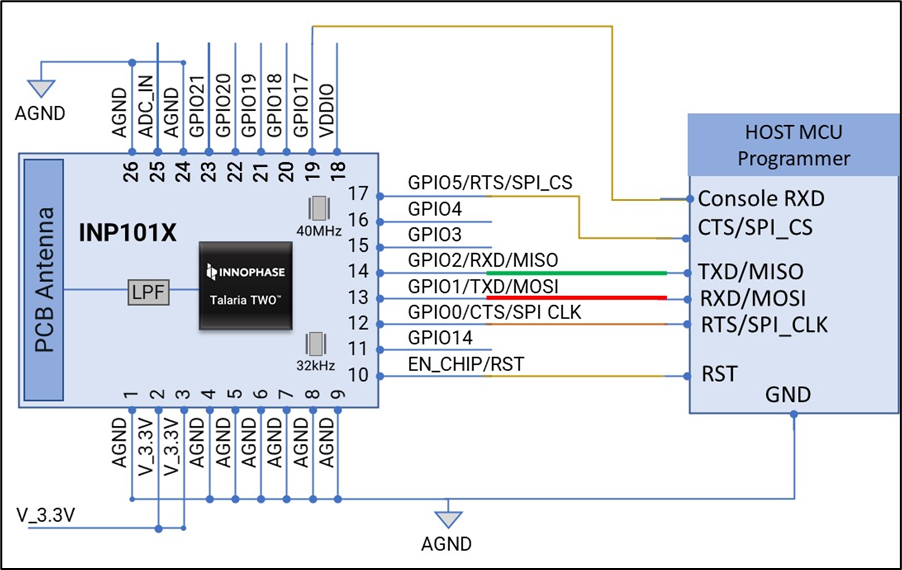 AGND
AGND
ADC_IN
AGND
GPIO21
GPIO20
GPIO19
GPIO18
GPIO17
VDDIO
26
25
24
23
22
21
20
19
18
HOST MCU
Programmer
Console RXD
CTS/SPI_CS
TXD/MISO
RXD/MOSI
RTS/SPI_CLK
RST
GND
PCB Antenna
INP101X
LPF
INNOPHASE
Talaria TWO™
40MHz
32kHz
17
GPIO5/RTS/SPI_CS
16
GPIO4
15
GPIO3
14
GPIO2/RXD/MISO
13
GPIO1/TXD/MOSI
12
GPIO0/CTS/SPI CLK
11
GPIO14
10
EN_CHIP/RST
1
2
3
4
5
6
7
8
9
AGND
V_3.3V
V_3.3V
AGND
AGND
AGND
AGND
AGND
AGND
V_3.3V
AGND